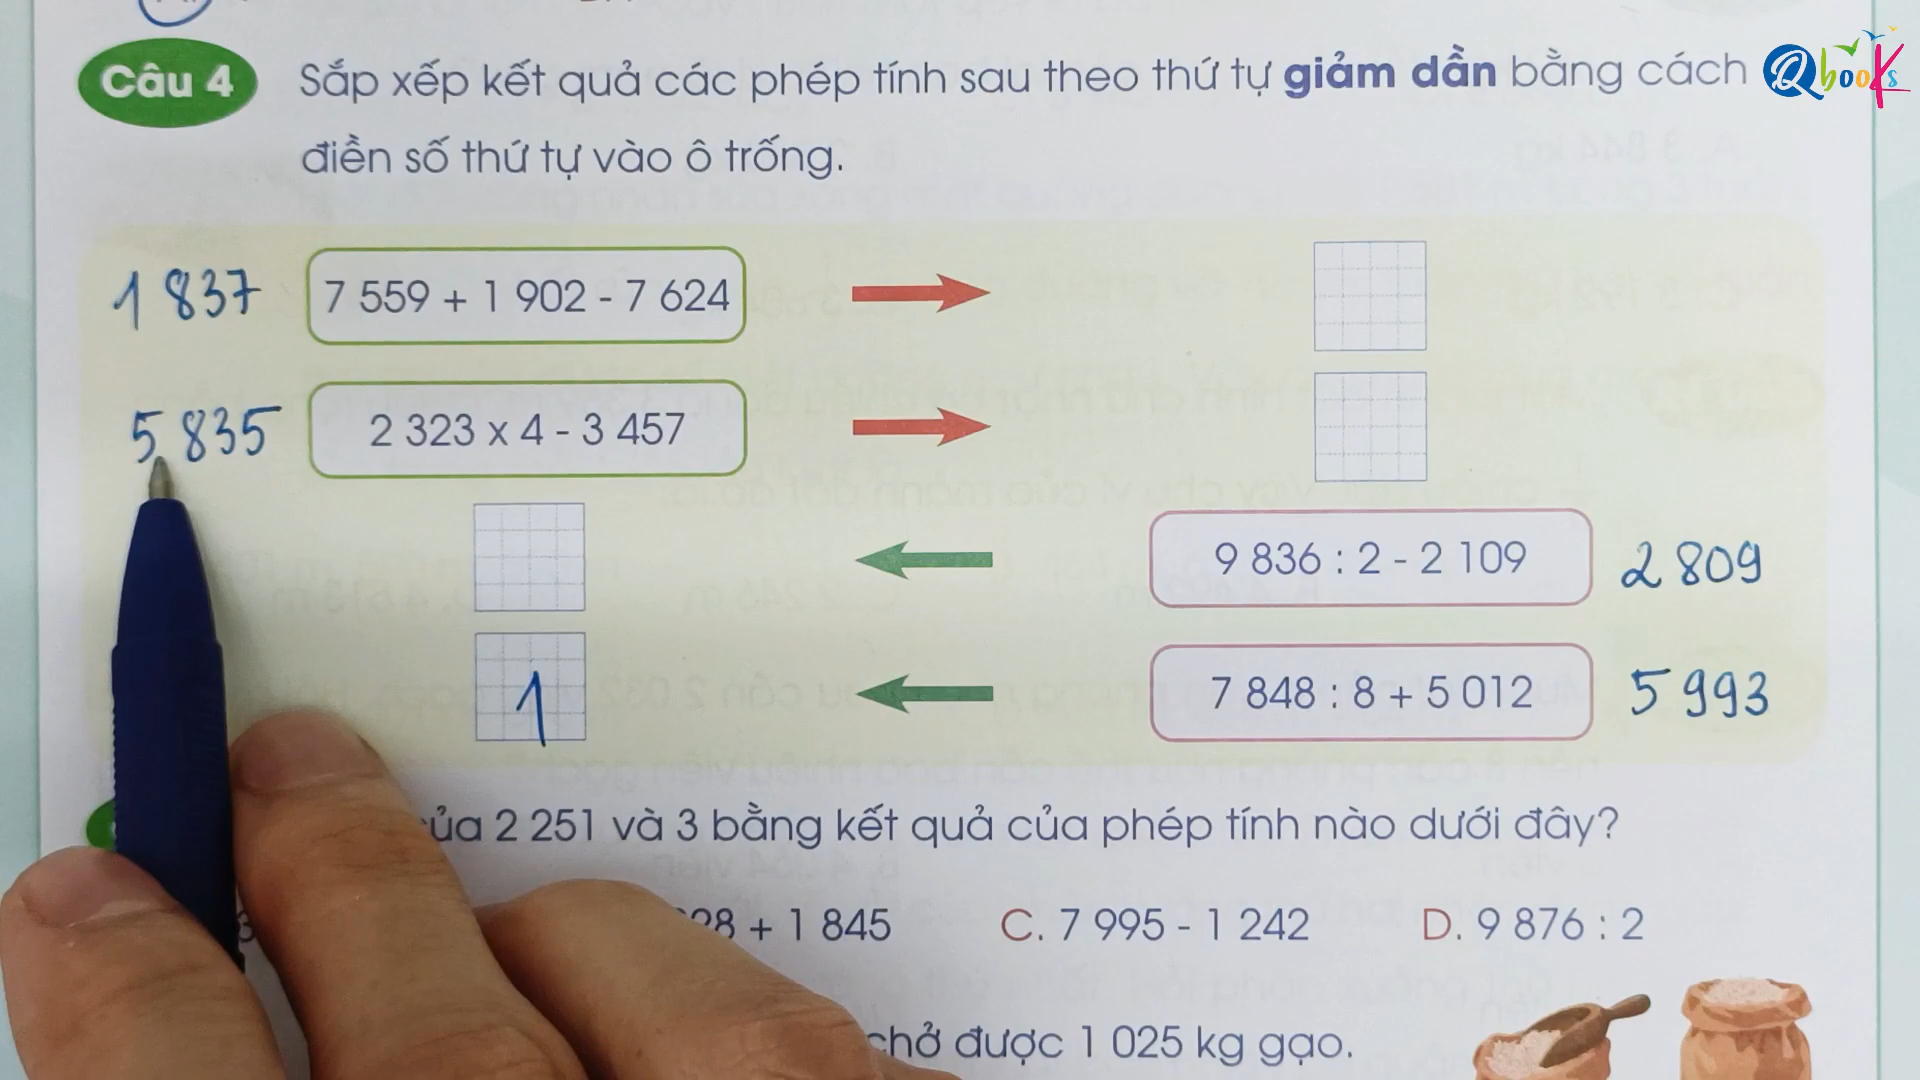 Câu 4 Sắp xếp kết quả các phép tính sau theo thứ tự giảm dần bằng cách
Qbooks
điền số thứ tự vào ô trống.
1 837 7 559 + 1 902 - 7 624
5 835 2 323 x 4 - 3 457
9 836 : 2 - 2 109 2 809
1 7 848 : 8 + 5 012 5 993
của 2 251 và 3 bằng kết quả của phép tính nào dưới đây?
+ 1 845 C. 7 995 - 1 242 D. 9 876 : 2
chở được 1 025 kg gạo.